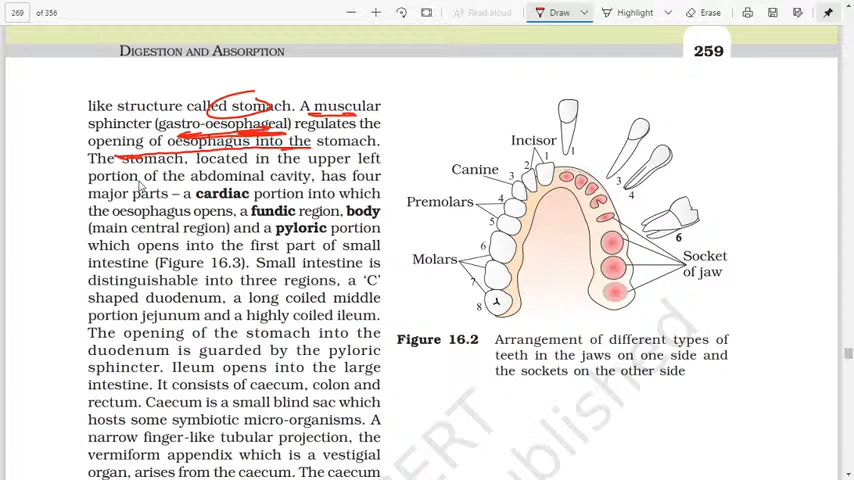 269 of 356
Read aloud
Draw
Highlight
Erase
DIGESTION AND ABSORPTION
259
like structure called stomach. A muscular
sphincter (gastro-oesophageal) regulates the
opening of oesophagus into the stomach.
The stomach, located in the upper left
portion of the abdominal cavity, has four
major parts – a cardiac portion into which
the oesophagus opens, a fundic region, body
(main central region) and a pyloric portion
which opens into the first part of small
intestine (Figure 16.3). Small intestine is
distinguishable into three regions, a ‘C’
shaped duodenum, a long coiled middle
portion jejunum and a highly coiled ileum.
The opening of the stomach into the
duodenum is guarded by the pyloric
sphincter. Ileum opens into the large
intestine. It consists of caecum, colon and
rectum. Caecum is a small blind sac which
hosts some symbiotic micro-organisms. A
narrow finger-like tubular projection, the
vermiform appendix which is a vestigial
organ, arises from the caecum. The caecum
Incisor
Canine
Premolars
Molars
1
2
3
4
5
6
7
8
1
3
4
6
Socket
of jaw
Figure 16.2 Arrangement of different types of
teeth in the jaws on one side and
the sockets on the other side
published